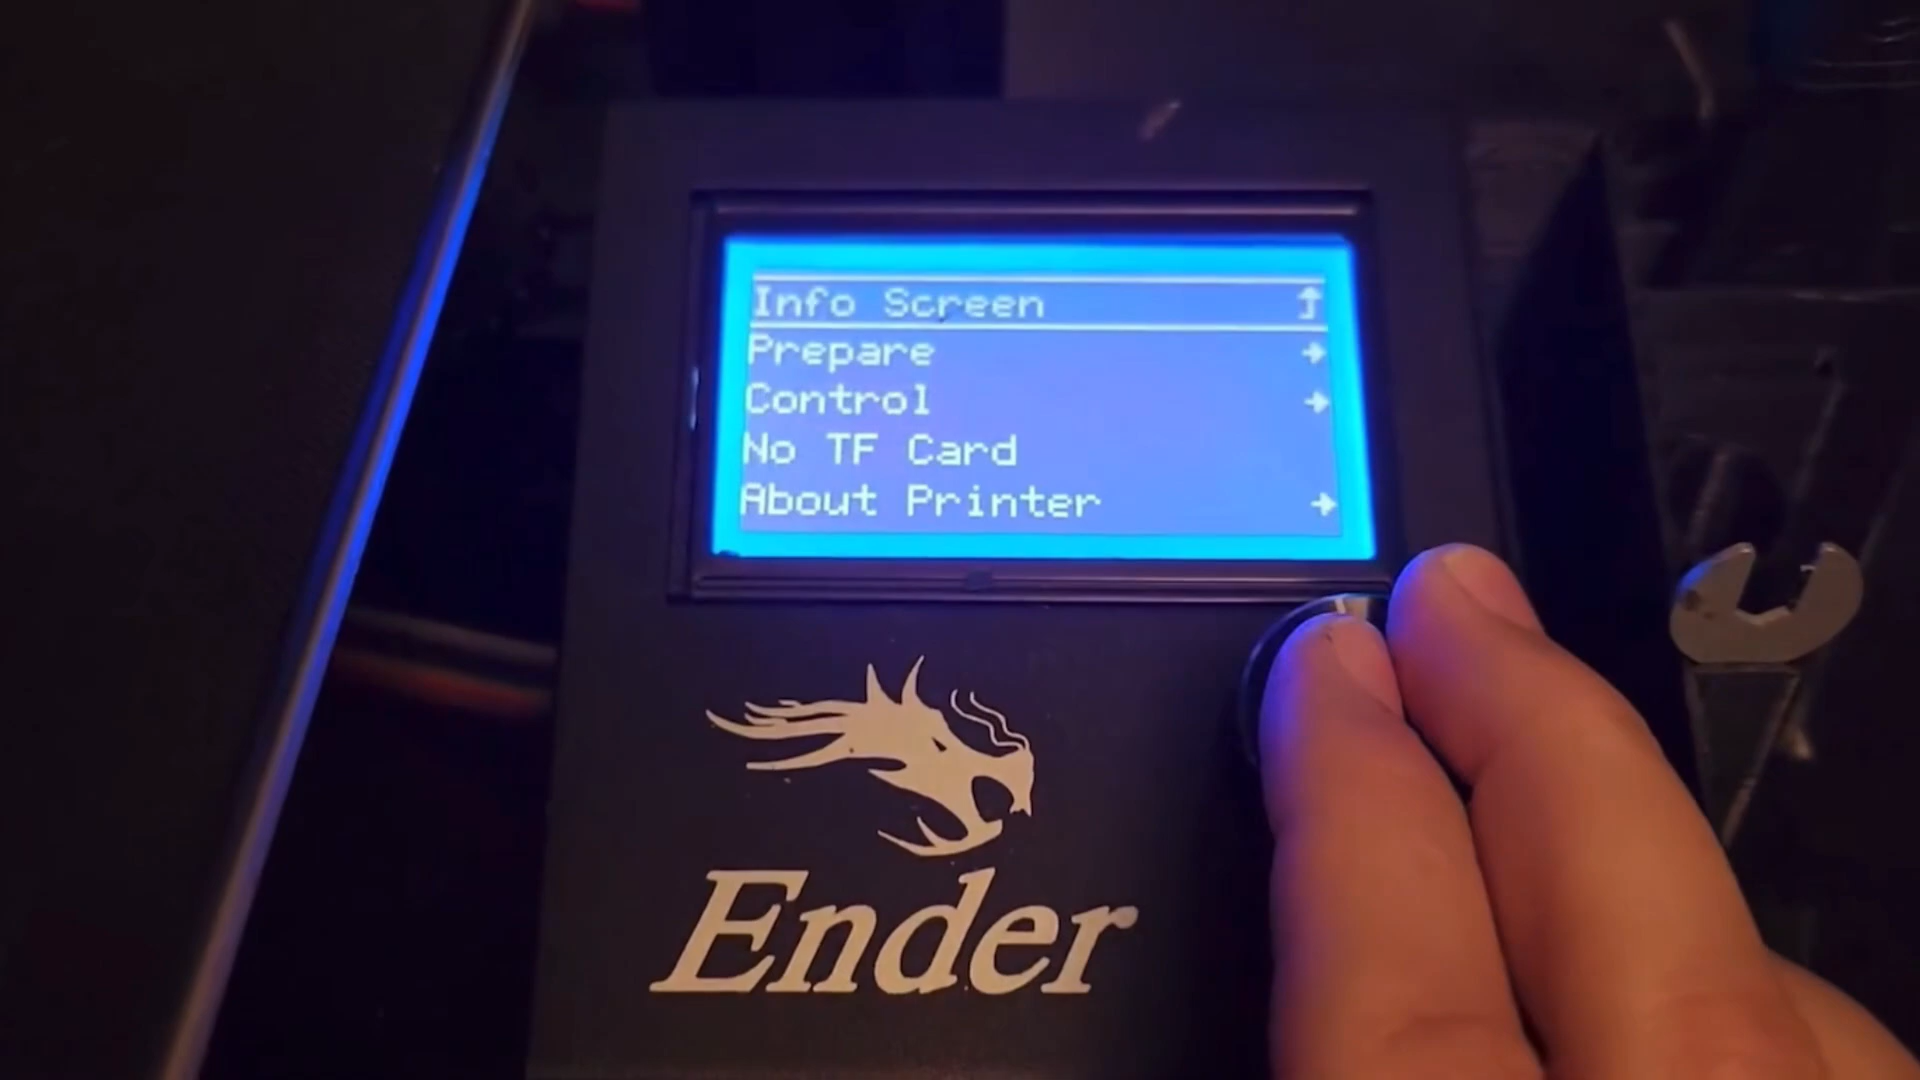 Info Screen
Prepare
Control
No TF Card
About Printer
Ender